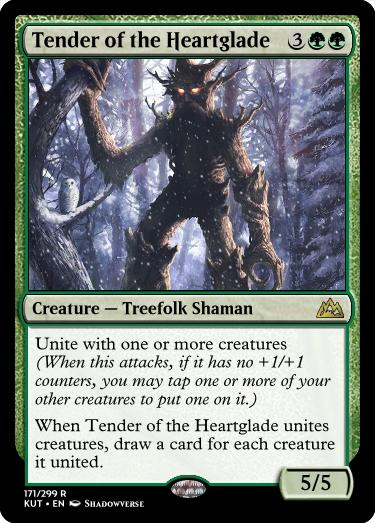 Tender of the Heartglade 3
Creature — Treefolk Shaman
Unite with one or more creatures
(When this attacks, if it has no +1/+1
counters, you may tap one or more of your
other creatures to put one on it.)
When Tender of the Heartglade unites
creatures, draw a card for each creature
it united.
5/5
171/299 R
KUT • EN Shadowverse